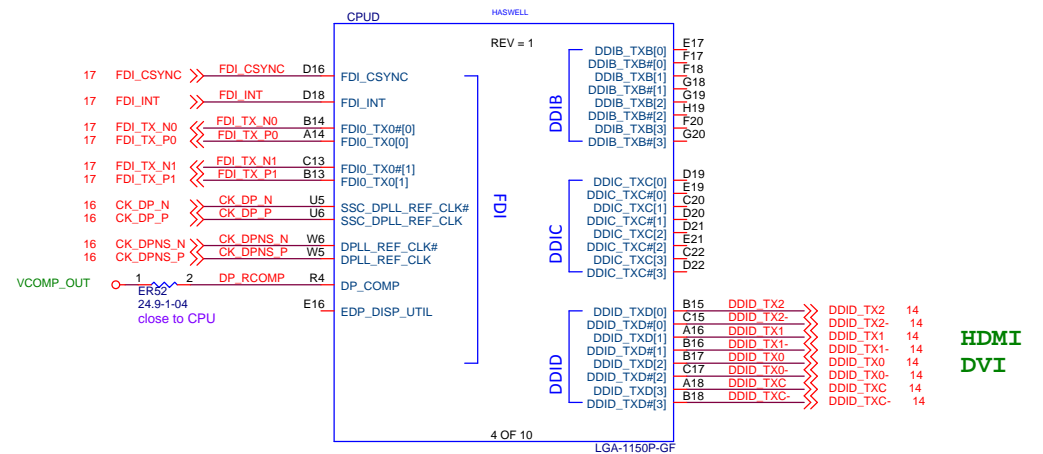 CPUD
HASWELL
REV = 1
17 FDI_CSYNC FDI_CSYNC D16 FDI_CSYNC
17 FDI_INT FDI_INT D18 FDI_INT
17 FDI_TX_N0 FDI_TX_N0 B14 FDI0_TX0#[0]
17 FDI_TX_P0 FDI_TX_P0 A14 FDI0_TX0[0]
17 FDI_TX_N1 FDI_TX_N1 C13 FDI0_TX0#[1]
17 FDI_TX_P1 FDI_TX_P1 B13 FDI0_TX0[1]
16 CK_DP_N CK_DP_N U5 SSC_DPLL_REF_CLK#
16 CK_DP_P CK_DP_P U6 SSC_DPLL_REF_CLK
16 CK_DPNS_N CK_DPNS_N W6 DPLL_REF_CLK#
16 CK_DPNS_P CK_DPNS_P W5 DPLL_REF_CLK
VCOMP_OUT 1 2 DP_RCOMP R4 DP_COMP
ER52
24.9-1-04
close to CPU
E16 EDP_DISP_UTIL
FDI
DDIB
DDIB_TXB[0] E17
DDIB_TXB#[0] F17
DDIB_TXB[1] F18
DDIB_TXB#[1] G18
DDIB_TXB[2] G19
DDIB_TXB#[2] H19
DDIB_TXB[3] F20
DDIB_TXB#[3] G20
DDIC
DDIC_TXC[0] D19
DDIC_TXC#[0] E19
DDIC_TXC[1] C20
DDIC_TXC#[1] D20
DDIC_TXC[2] D21
DDIC_TXC#[2] E21
DDIC_TXC[3] C22
DDIC_TXC#[3] D22
DDID
DDID_TXD[0] B15 DDID_TX2 DDID_TX2 14
DDID_TXD#[0] C15 DDID_TX2- DDID_TX2- 14
DDID_TXD[1] A16 DDID_TX1 DDID_TX1 14
DDID_TXD#[1] B16 DDID_TX1- DDID_TX1- 14
DDID_TXD[2] B17 DDID_TX0 DDID_TX0 14
DDID_TXD#[2] C17 DDID_TX0- DDID_TX0- 14
DDID_TXD[3] A18 DDID_TXC DDID_TXC 14
DDID_TXD#[3] B18 DDID_TXC- DDID_TXC- 14
HDMI
DVI
4 OF 10
LGA-1150P-GF